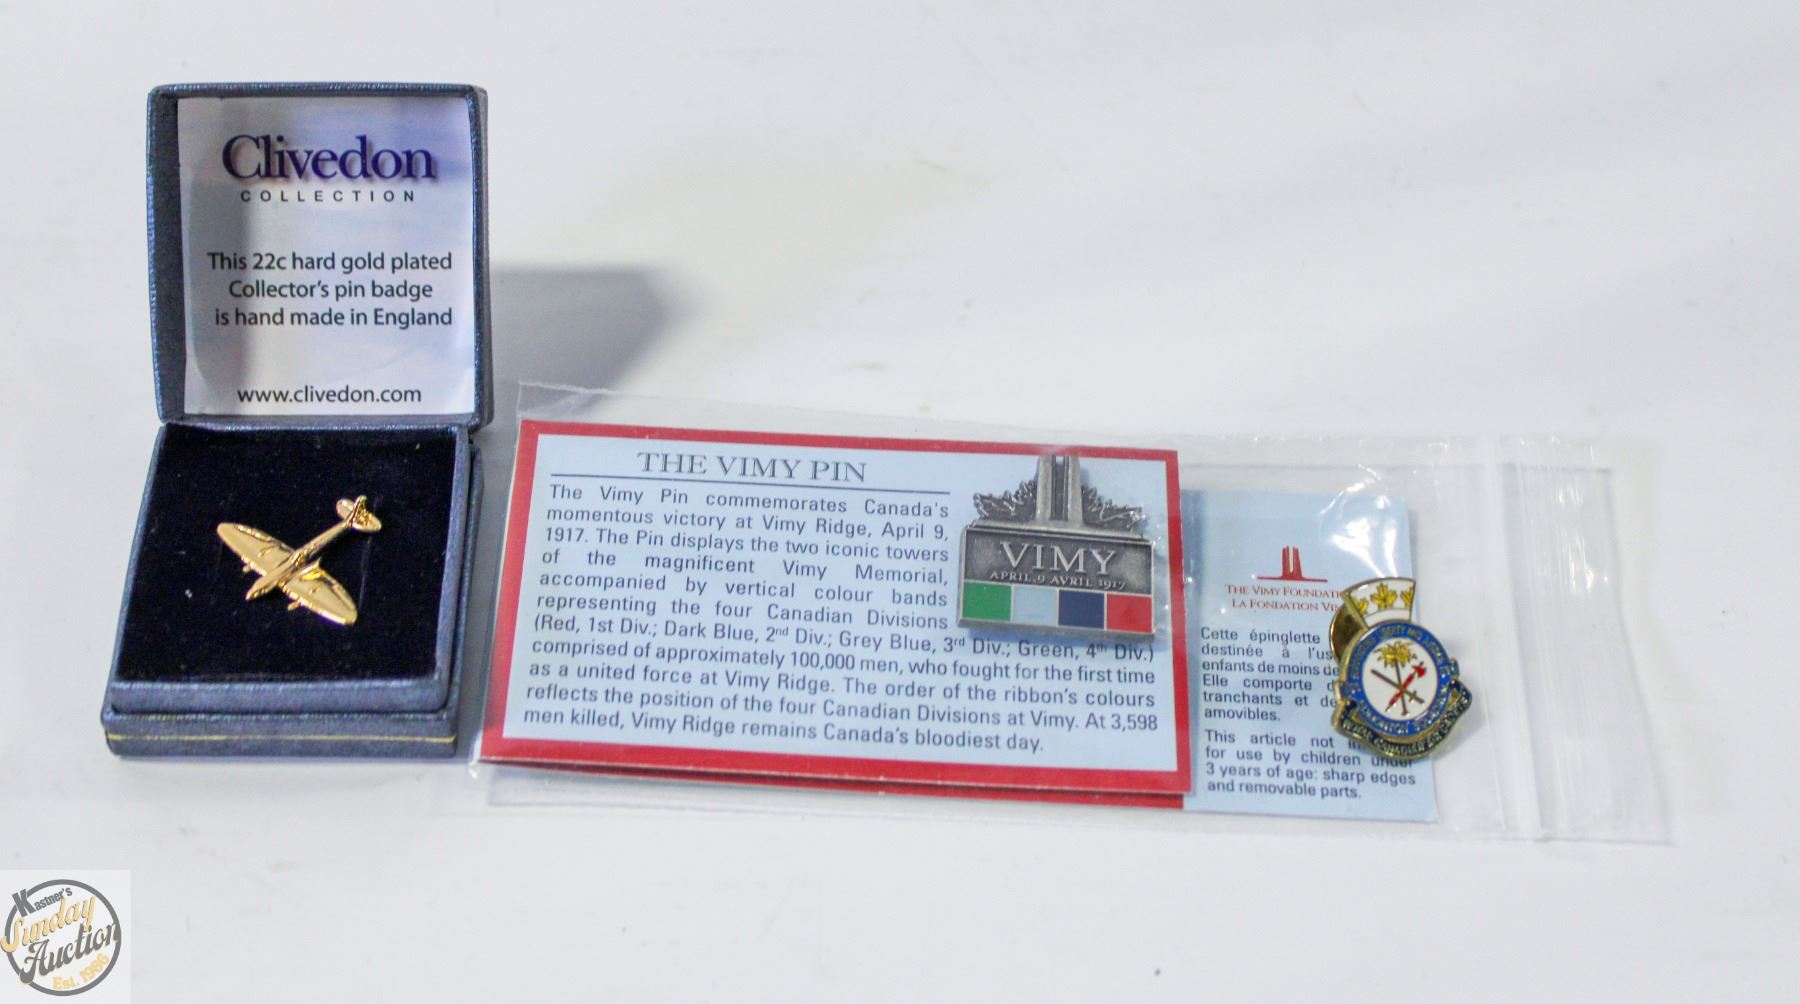 Clivedon
COLLECTION
This 22c hard gold plated
Collector's pin badge
is hand made in England
www.clivedon.com
THE VIMY PIN
The Vimy Pin commemorates Canada's
momentous victory at Vimy Ridge, April 9,
1917. The Pin displays the two iconic towers
of the magnificent Vimy Memorial,
accompanied by vertical colour bands
representing the four Canadian Divisions
(Red, 1st Div.; Dark Blue, 2nd Div.; Grey Blue, 3rd Div.; Green, 4th Div.)
comprised of approximately 100,000 men, who fought for the first time
as a united force at Vimy Ridge. The order of the ribbon's colours
reflects the position of the four Canadian Divisions at Vimy. At 3,598
men killed, Vimy Ridge remains Canada's bloodiest day.
VIMY
APRIL 9 AVRIL 1917
THE VIMY FOUNDATIO
LA FONDATION VIM
Cette épinglette
destinée à l'us
enfants de moins de
Elle comporte d
tranchants et de
amovibles.
This article not in
for use by children under
3 years of age: sharp edges
and removable parts.
Kastner's
Sunday
Auction
Est. 1986